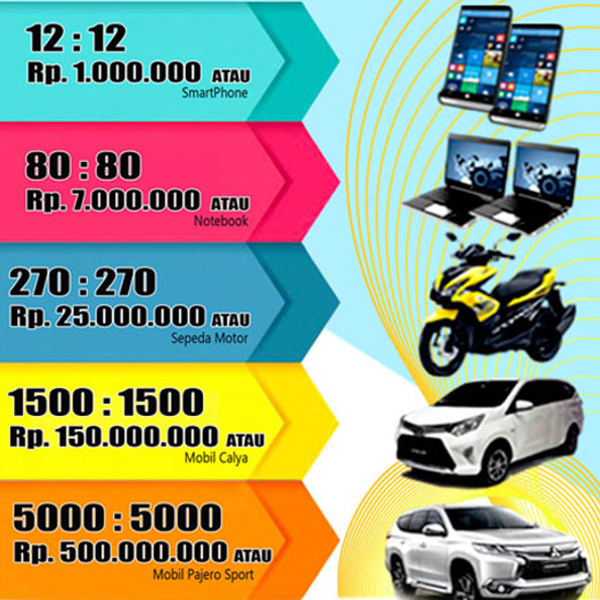 12 : 12
Rp. 1.000.000 ATAU
SmartPhone
80 : 80
Rp. 7.000.000 ATAU
Notebook
270 : 270
Rp. 25.000.000 ATAU
Sepeda Motor
1500 : 1500
Rp. 150.000.000 ATAU
Mobil Calya
5000 : 5000
Rp. 500.000.000 ATAU
Mobil Pajero Sport